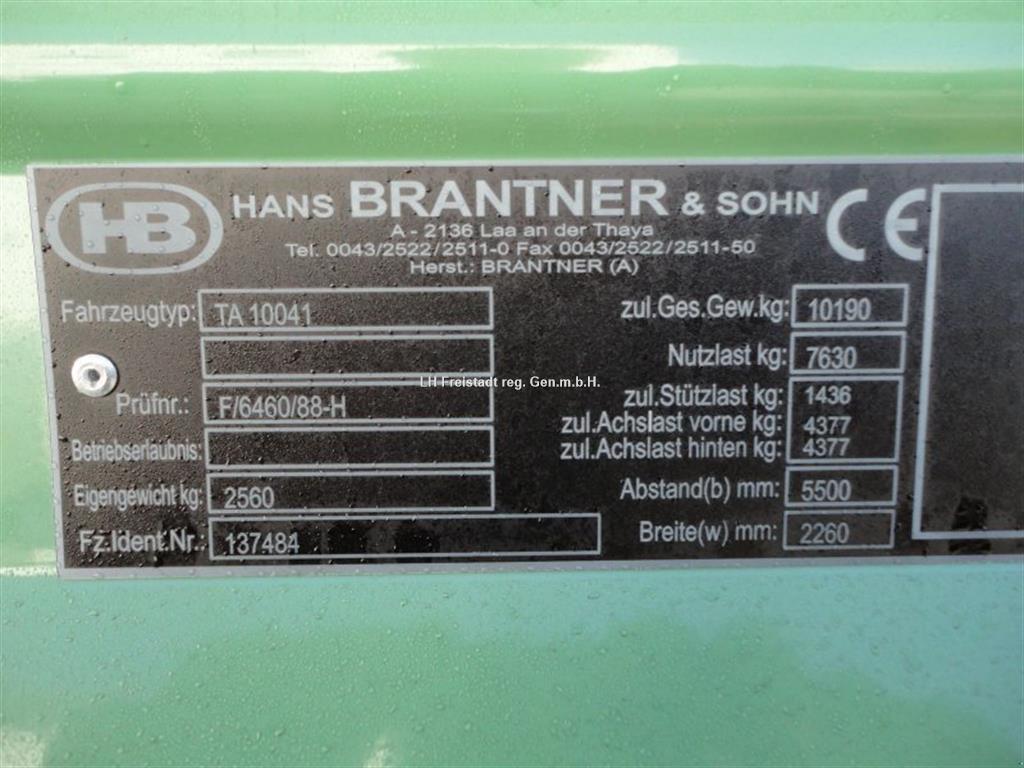 HB
HANS BRANTNER & SOHN CE
A - 2136 Laa an der Thaya
Tel. 0043/2522/2511-0 Fax 0043/2522/2511-50
Herst.: BRANTNER (A)
Fahrzeugtyp: TA 10041
Prüfnr.: F/6460/88-H
Betriebserlaubnis:
Eigengewicht kg: 2560
Fz.Ident.Nr.: 137484
zul.Ges.Gew.kg: 10190
Nutzlast kg: 7630
zul.Stützlast kg: 1436
zul.Achslast vorne kg: 4377
zul.Achslast hinten kg: 4377
Abstand(b) mm: 5500
Breite(w) mm: 2260
LH Freistadt reg. Gen.m.b.H.